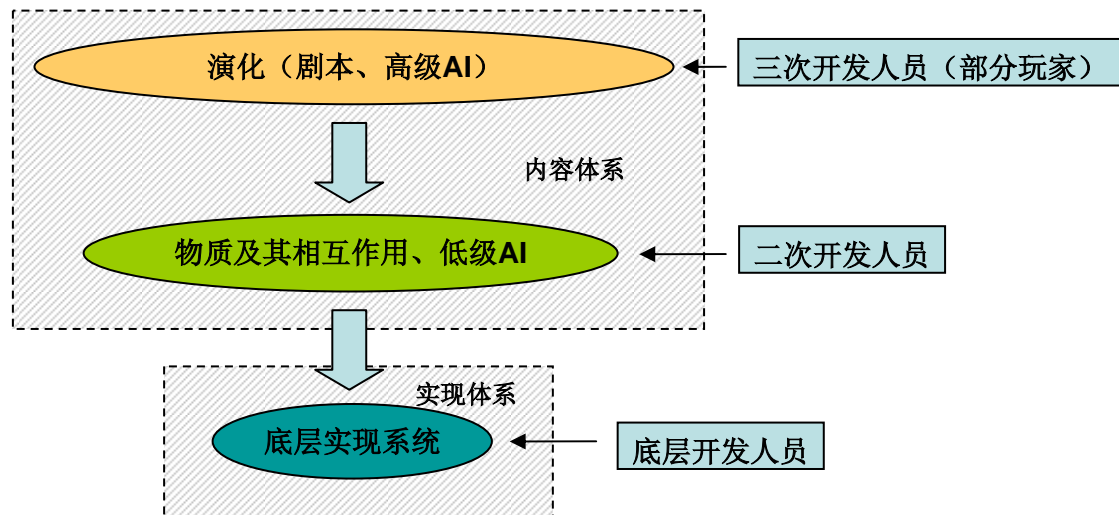 演化（剧本、高级AI）
三次开发人员（部分玩家）
内容体系
物质及其相互作用、低级AI
二次开发人员
实现体系
底层实现系统
底层开发人员